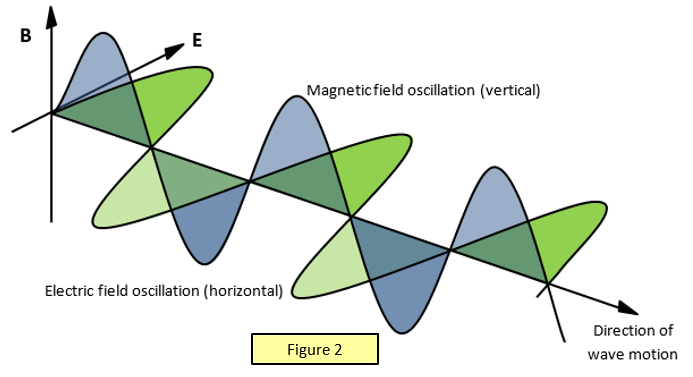 B
E
Magnetic field oscillation (vertical)
Electric field oscillation (horizontal)
Direction of
wave motion
Figure 2